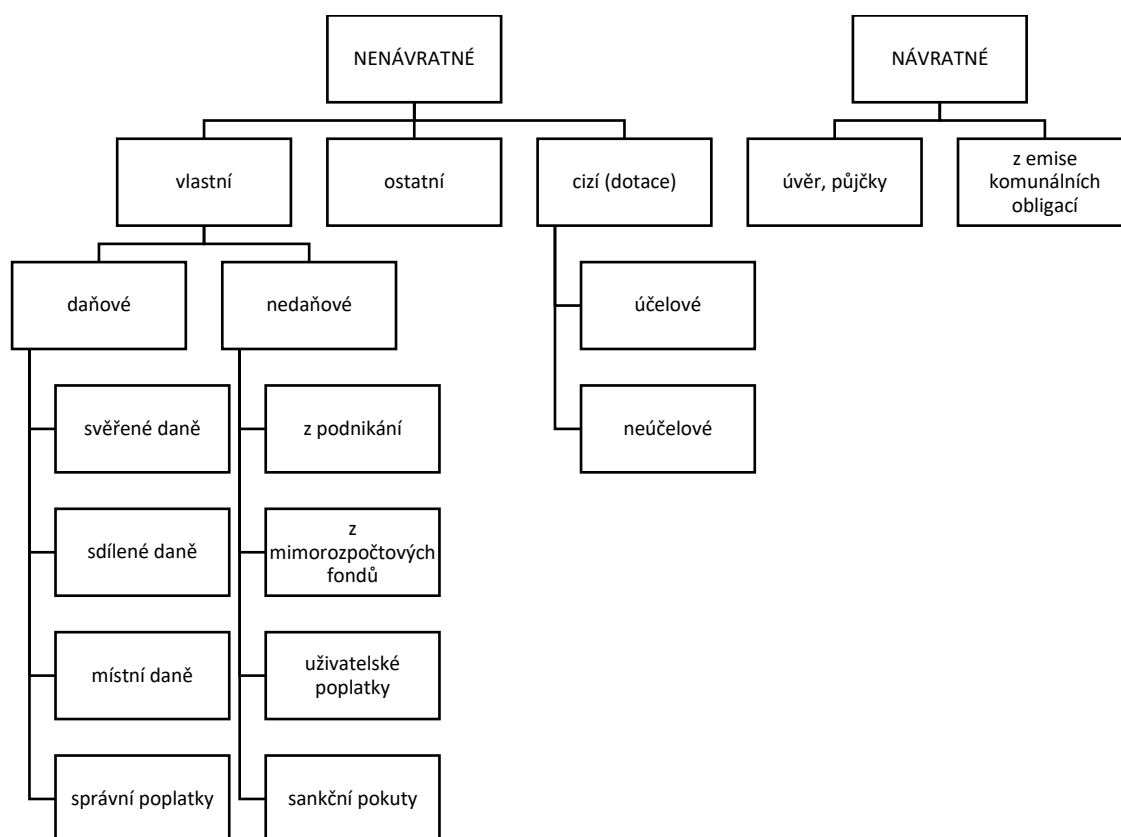 NENÁVRATNÉ
NÁVRATNÉ
vlastní
ostatní
cizí (dotace)
úvěr, půjčky
z emise
komunálních
obligací
daňové
nedaňové
účelové
svěřené daně
z podnikání
neúčelové
sdílené daně
z
mimorozpočtových
fondů
místní daně
uživatelské
poplatky
správní poplatky
sankční pokuty